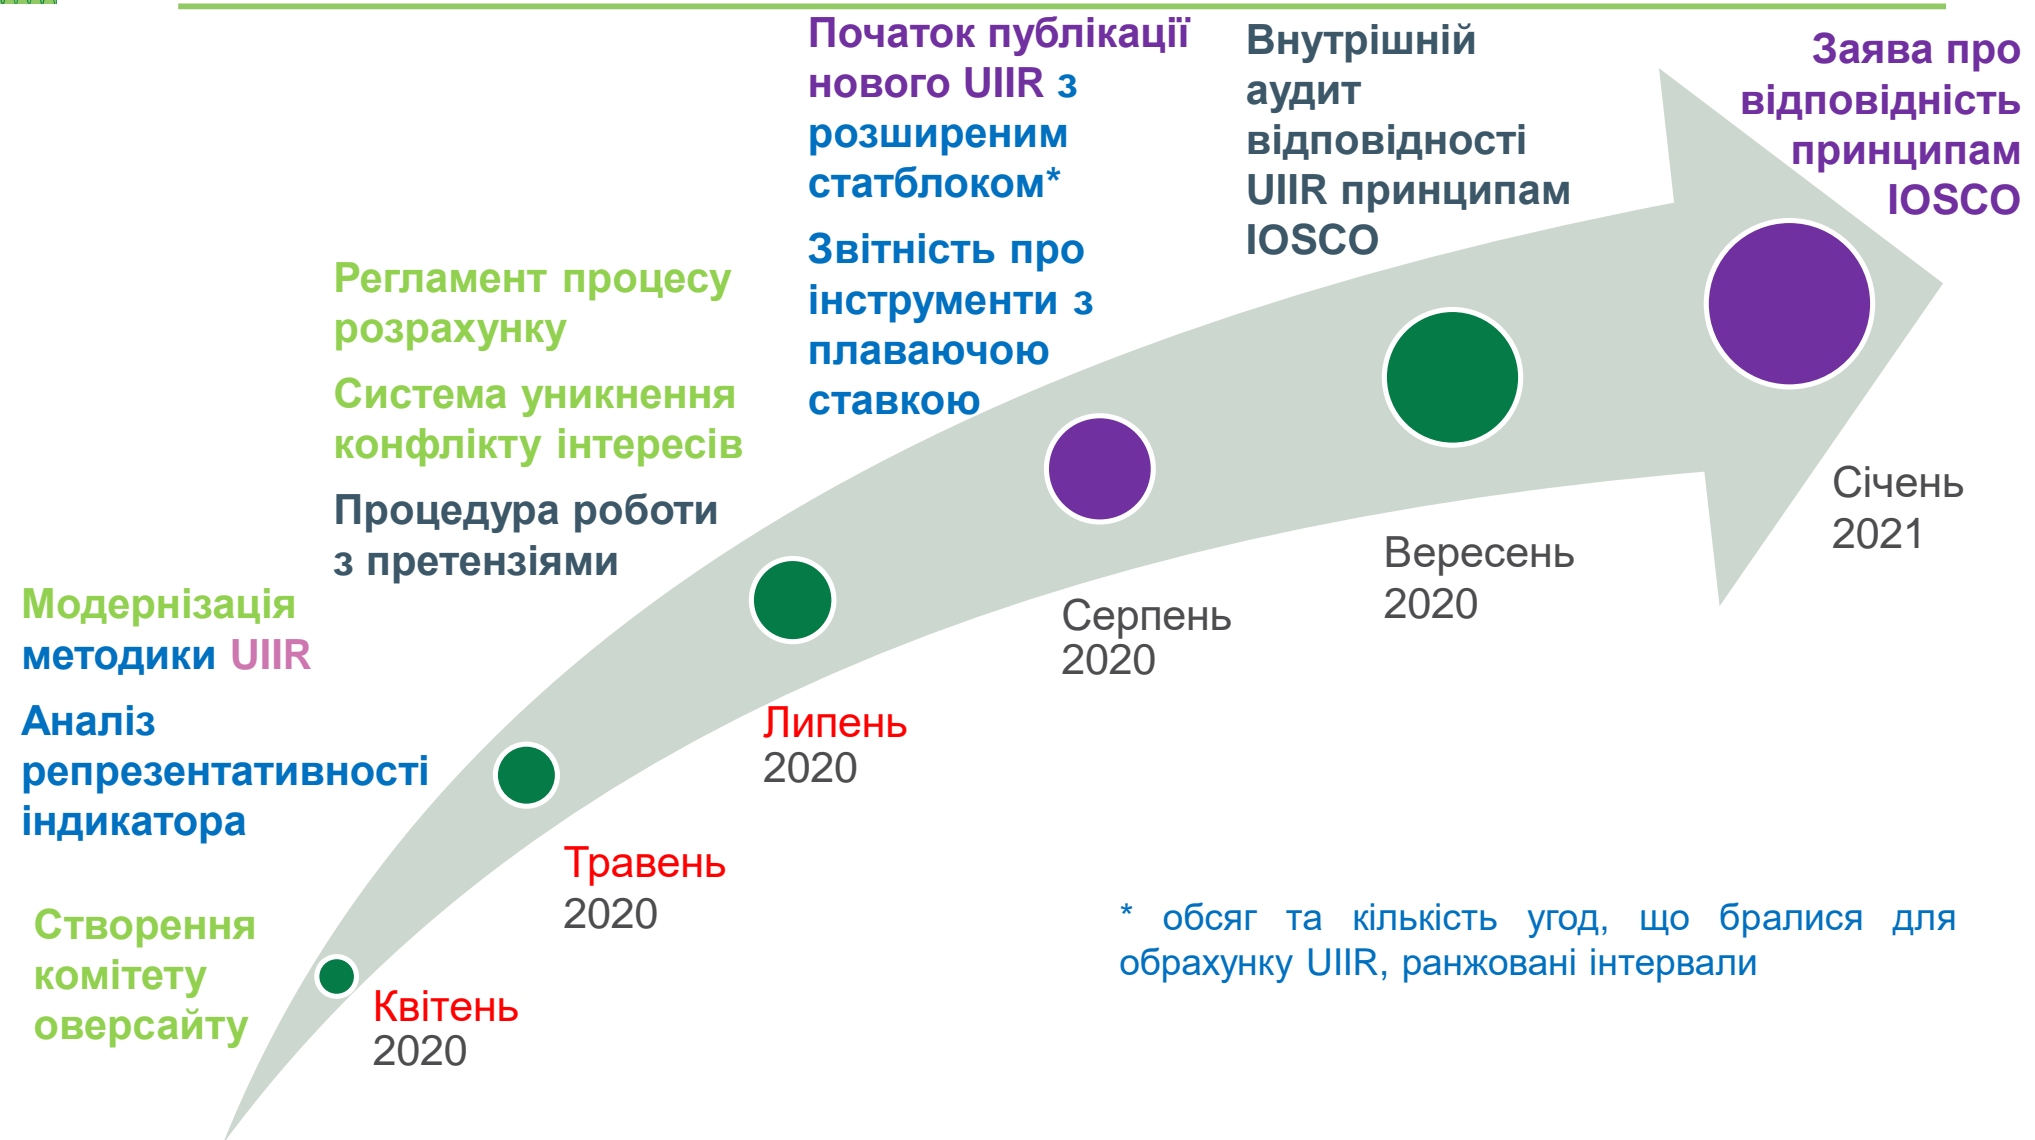 Початок публікації
нового UIIR з
розширеним
статблоком*
Звітність про
інструменти з
плаваючою
ставкою
Внутрішній
аудит
відповідності
UIIR принципам
IOSCO
Заява про
відповідність
принципам
IOSCO
Регламент процесу
розрахунку
Система уникнення
конфлікту інтересів
Процедура роботи
з претензіями
Модернізація
методики UIIR
Аналіз
репрезентативності
індикатора
Створення
комітету
оверсайту
Квітень
2020
Травень
2020
Липень
2020
Серпень
2020
Вересень
2020
Січень
2021
* обсяг та кількість угод, що бралися для
обрахунку UIIR, ранжовані інтервали